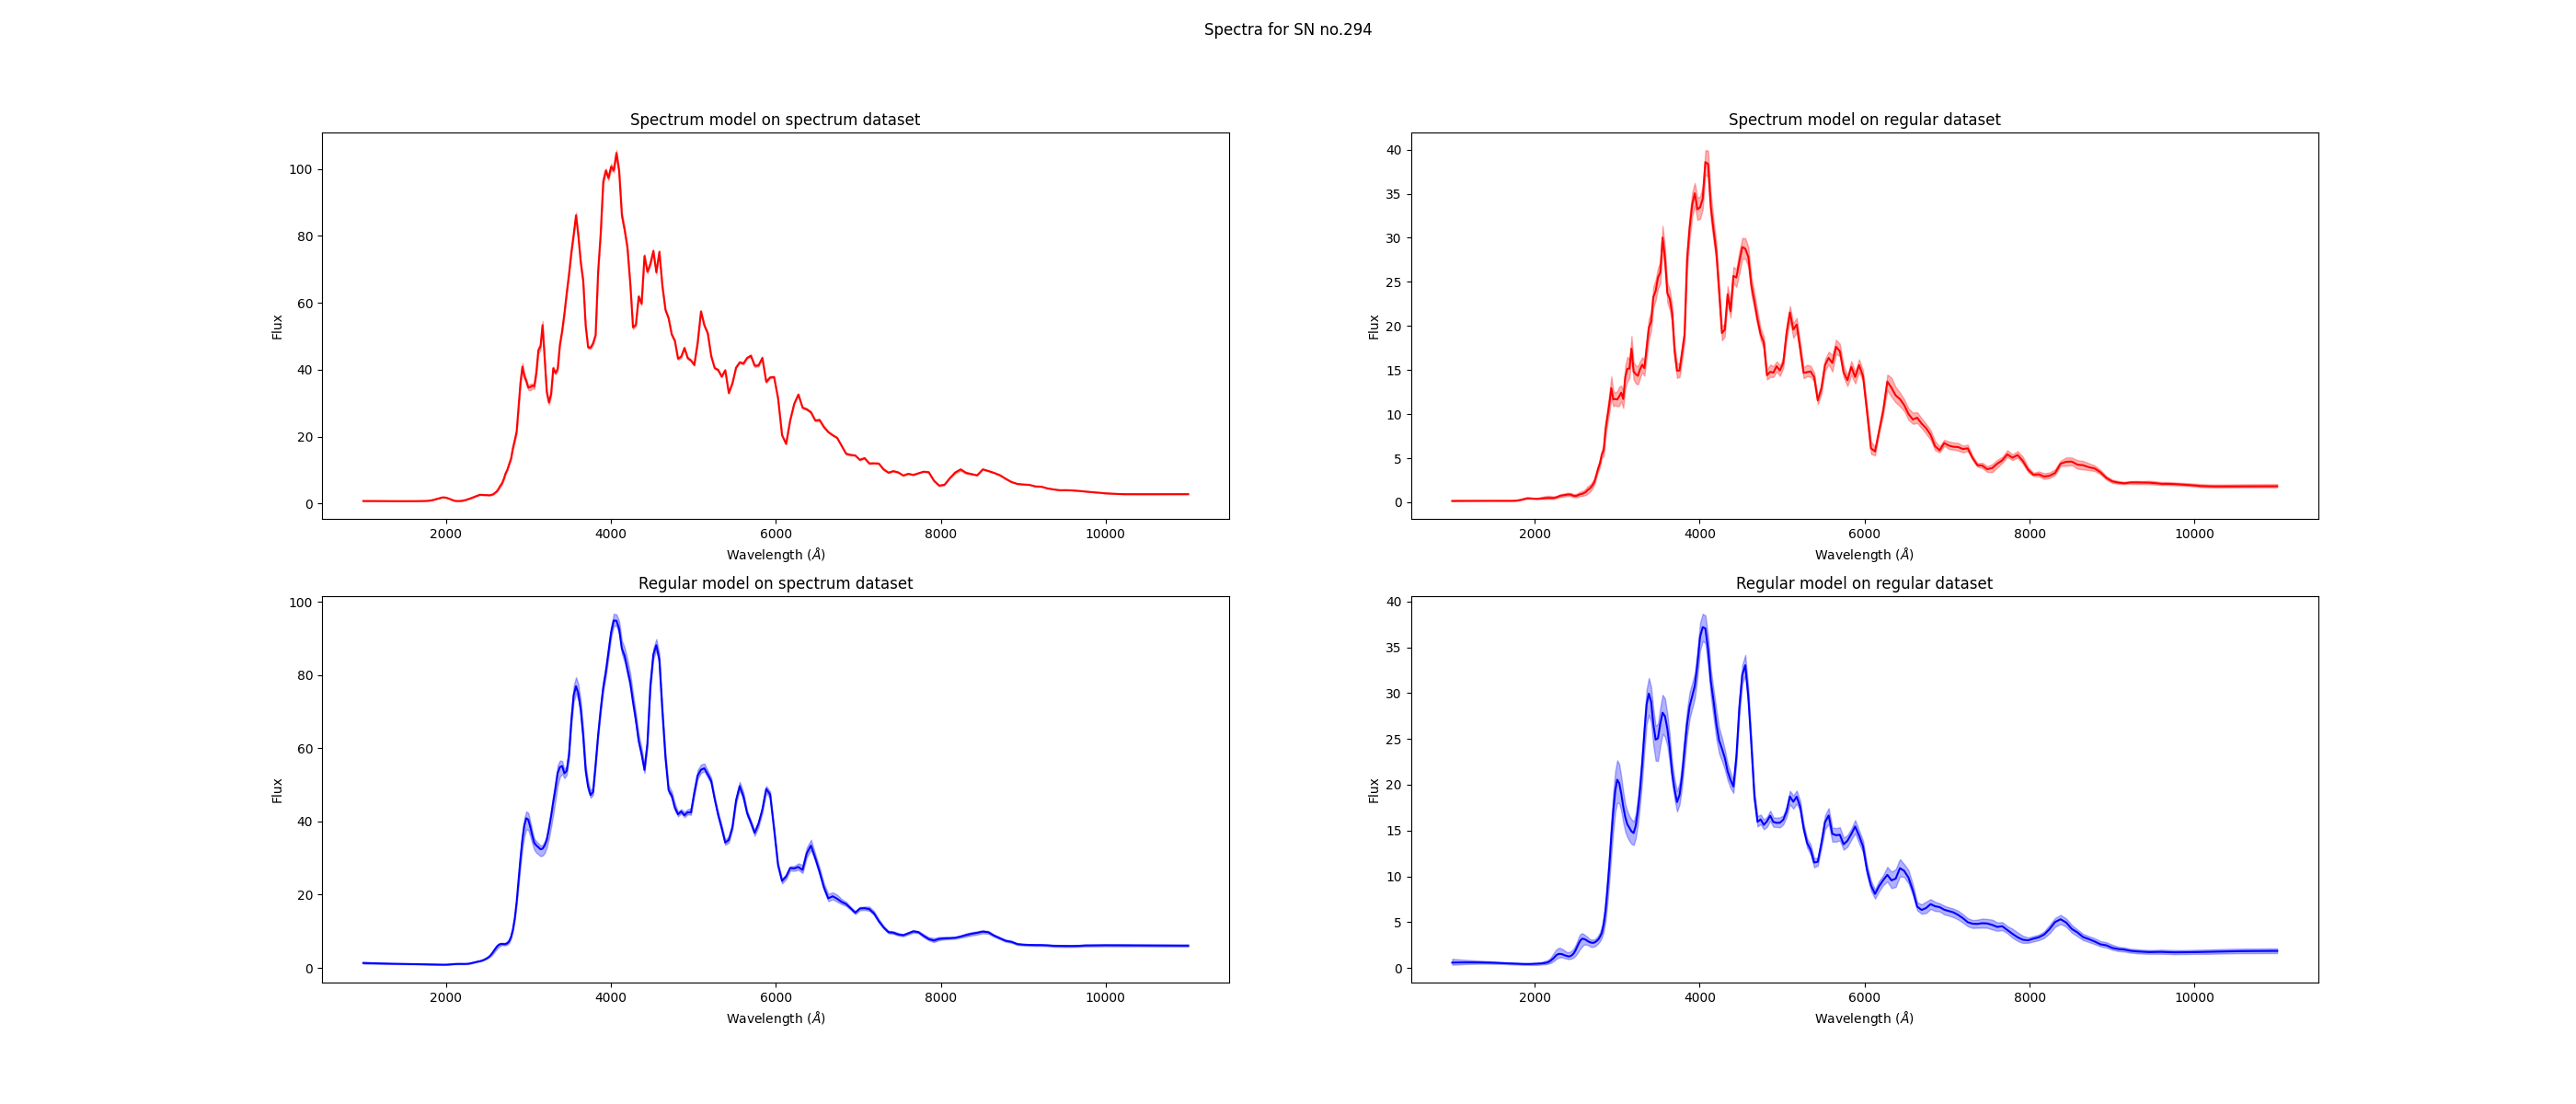 Spectra for SN no.294
Spectrum model on spectrum dataset
100
80
60
40
20
0
Flux
2000 4000 6000 8000 10000
Wavelength (Å)
Spectrum model on regular dataset
40
35
30
25
20
15
10
5
0
Flux
2000 4000 6000 8000 10000
Wavelength (Å)
Regular model on spectrum dataset
100
80
60
40
20
0
Flux
2000 4000 6000 8000 10000
Wavelength (Å)
Regular model on regular dataset
40
35
30
25
20
15
10
5
0
Flux
2000 4000 6000 8000 10000
Wavelength (Å)